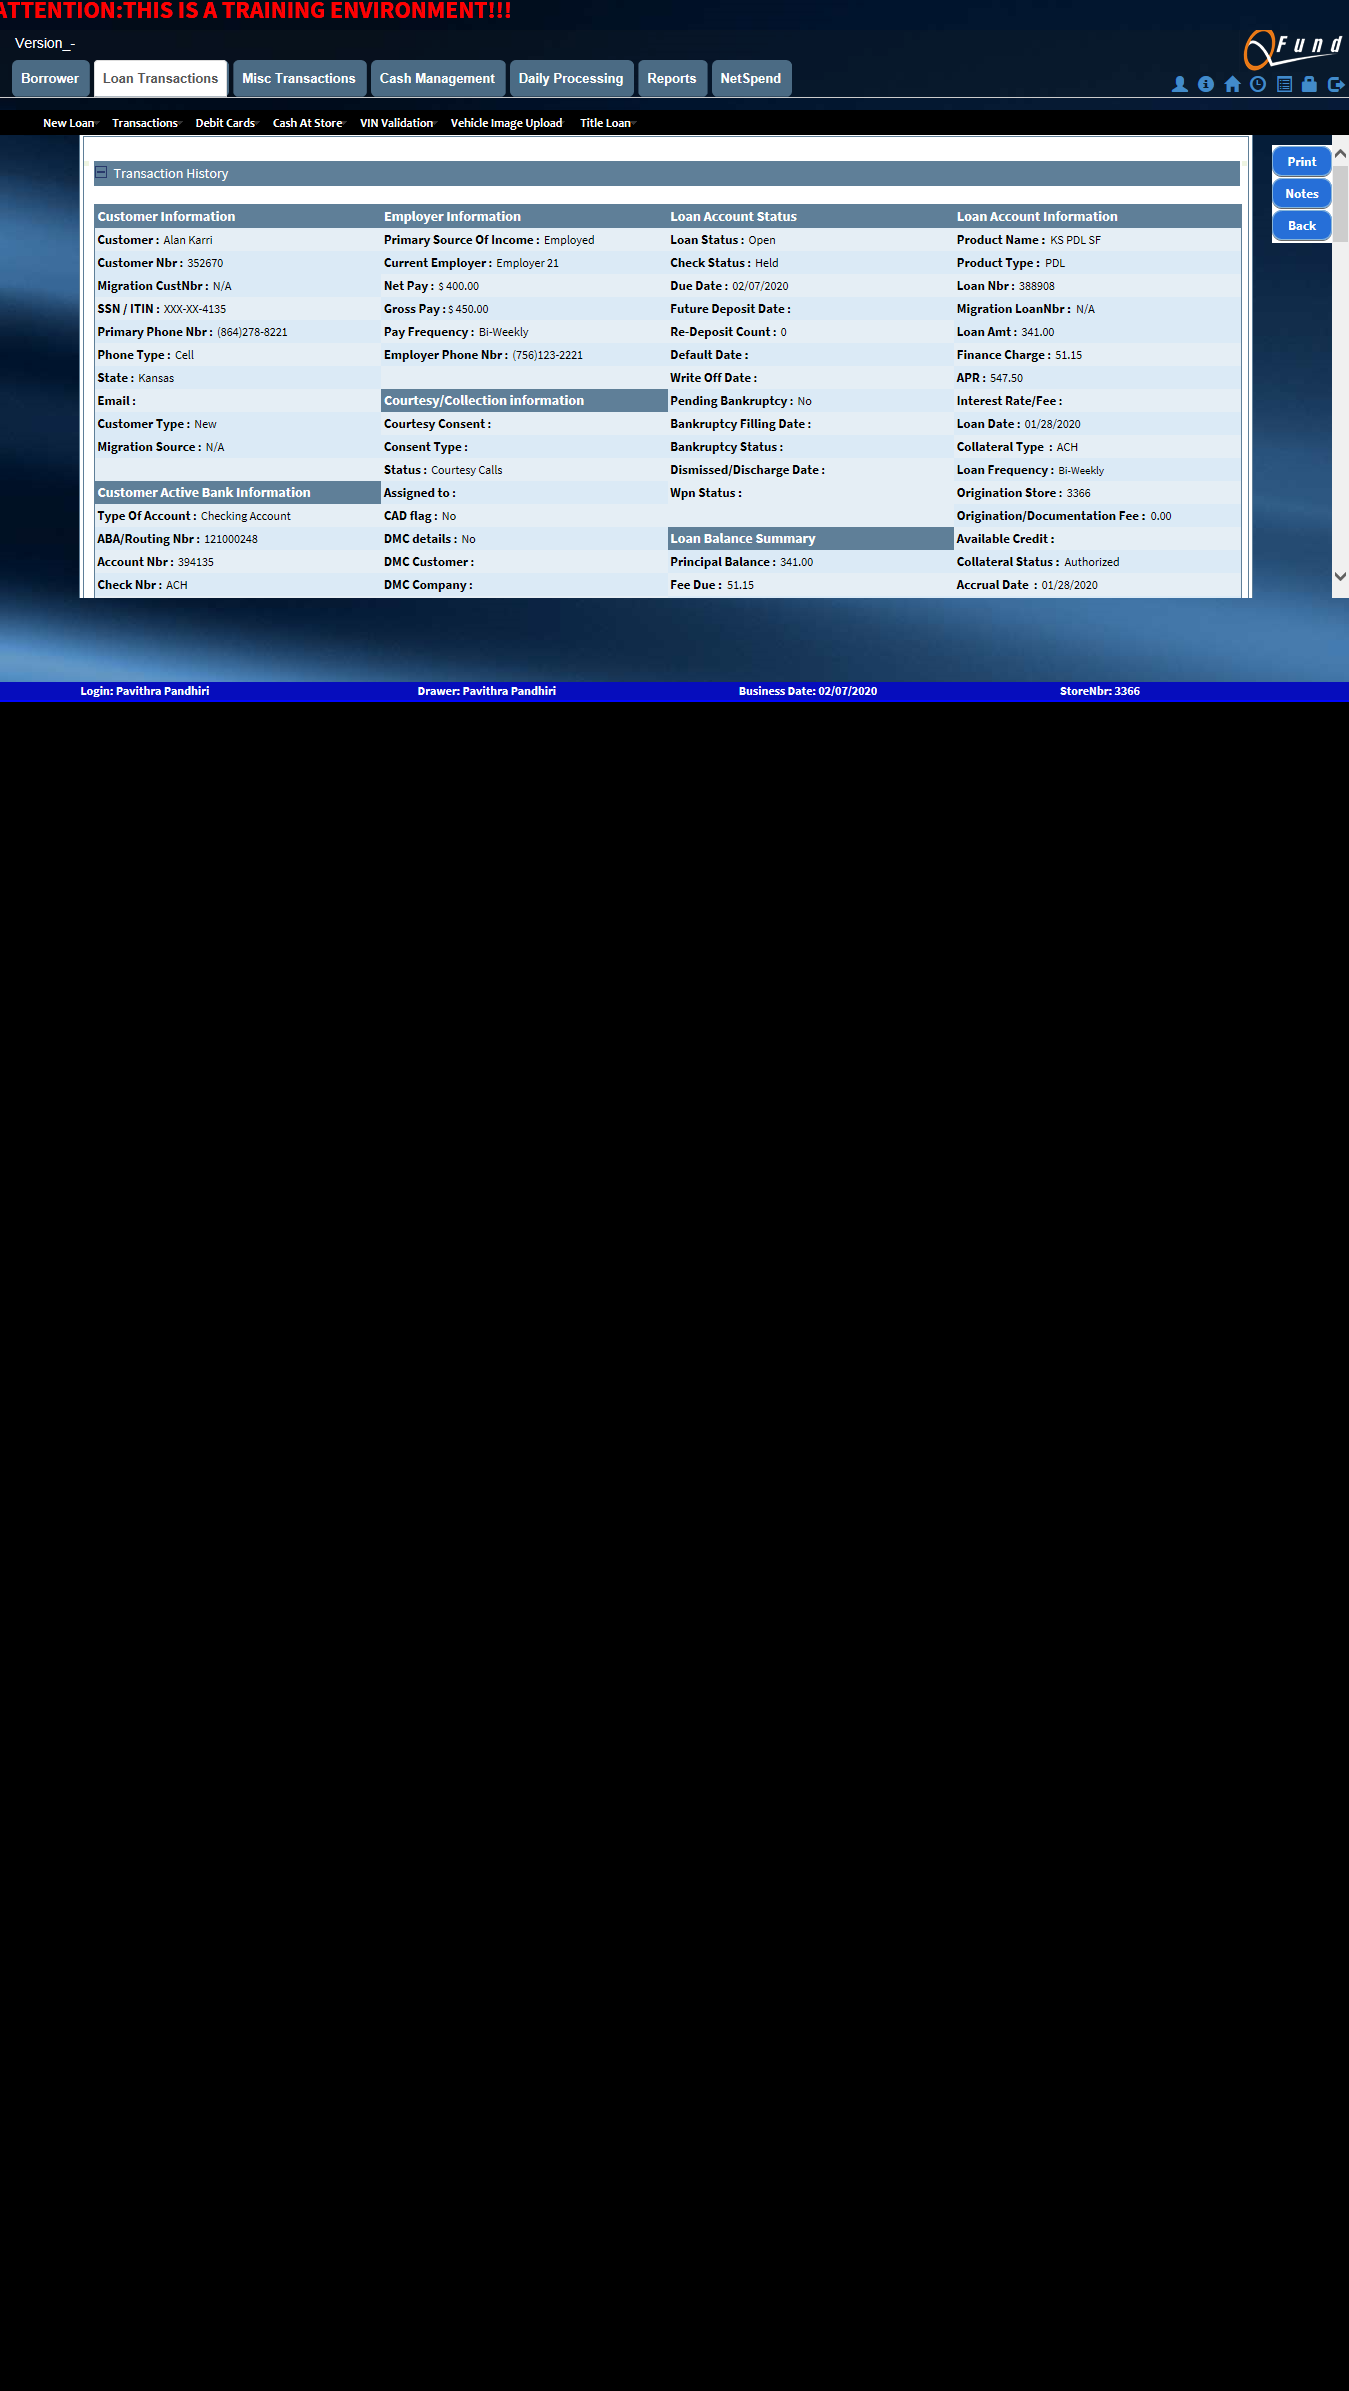 ATTENTION:THIS IS A TRAINING ENVIRONMENT!!!
Version_-
QFund
Borrower Loan Transactions Misc Transactions Cash Management Daily Processing Reports NetSpend
New Loan Transactions Debit Cards Cash At Store VIN Validation Vehicle Image Upload Title Loan
Print
Notes
Back
Transaction History
Customer Information
Customer : Alan Karri
Customer Nbr : 352670
Migration CustNbr : N/A
SSN / ITIN : XXX-XX-4135
Primary Phone Nbr : (864)278-8221
Phone Type : Cell
State : Kansas
Email :
Customer Type : New
Migration Source : N/A
Customer Active Bank Information
Type Of Account : Checking Account
ABA/Routing Nbr : 121000248
Account Nbr : 394135
Check Nbr : ACH
Employer Information
Primary Source Of Income : Employed
Current Employer : Employer 21
Net Pay : $ 400.00
Gross Pay : $ 450.00
Pay Frequency : Bi-Weekly
Employer Phone Nbr : (756)123-2221
Courtesy/Collection information
Courtesy Consent :
Consent Type :
Status : Courtesy Calls
Assigned to :
CAD flag : No
DMC details : No
DMC Customer :
DMC Company :
Loan Account Status
Loan Status : Open
Check Status : Held
Due Date : 02/07/2020
Future Deposit Date :
Re-Deposit Count : 0
Default Date :
Write Off Date :
Pending Bankruptcy : No
Bankruptcy Filling Date :
Bankruptcy Status :
Dismissed/Discharge Date :
Wpn Status :
Loan Balance Summary
Principal Balance : 341.00
Fee Due : 51.15
Loan Account Information
Product Name : KS PDL SF
Product Type : PDL
Loan Nbr : 388908
Migration LoanNbr : N/A
Loan Amt : 341.00
Finance Charge : 51.15
APR : 547.50
Interest Rate/Fee :
Loan Date : 01/28/2020
Collateral Type : ACH
Loan Frequency : Bi-Weekly
Origination Store : 3366
Origination/Documentation Fee : 0.00
Available Credit :
Collateral Status : Authorized
Accrual Date : 01/28/2020
Login: Pavithra Pandhiri Drawer: Pavithra Pandhiri Business Date: 02/07/2020 StoreNbr: 3366